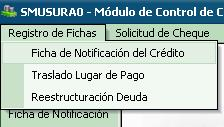 SMUSURA0 - Módulo de Control de C
Registro de Fichas Solicitud de Cheque
Ficha de Notificación del Crédito
Traslado Lugar de Pago
Reestructuración Deuda
Ficha de Notificación